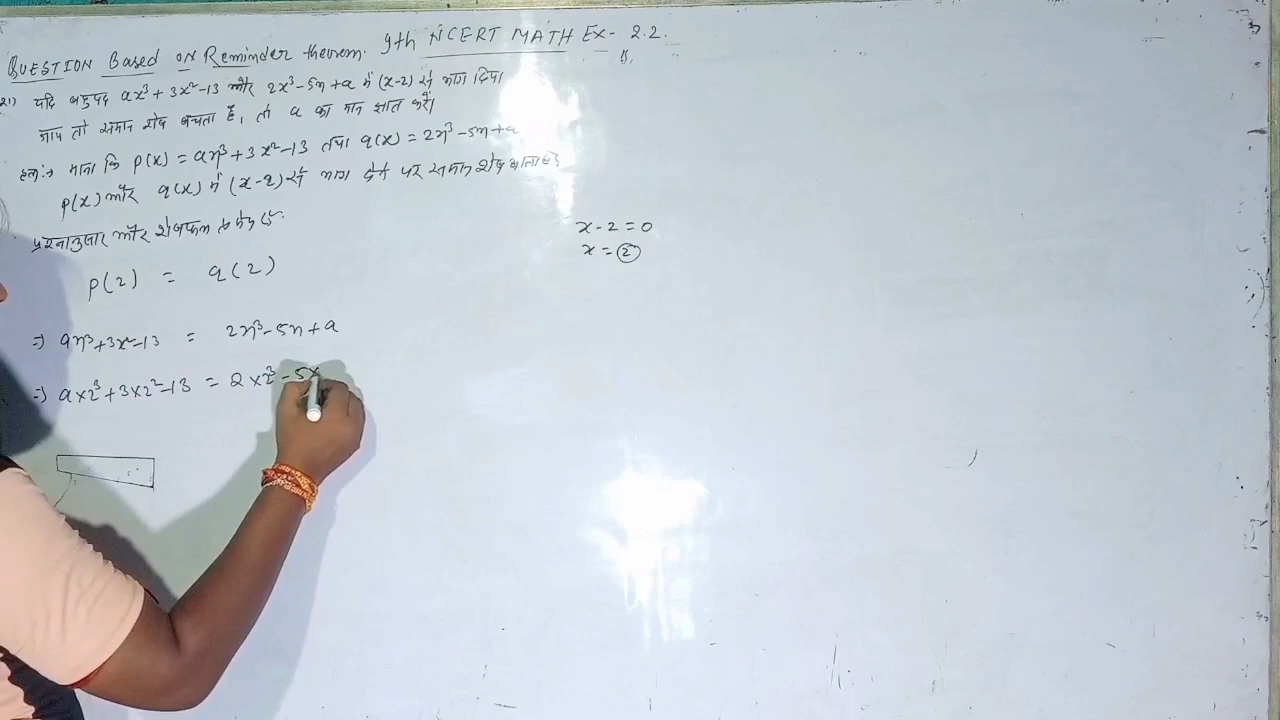 QUESTION Based on Reminder theorem. 9th NCERT MATH Ex- 2.2.
21) यदि बहुपद ax³ + 3x² -13 और 2x³ -5x + a में (x-2) से भाग दिया
जाए तो समान शेष बचता है, तो a का मान ज्ञात करें।
हल:→ माना कि p(x) = ax³ + 3x² -13 तथा q(x) = 2x³ -5x + a
p(x) और q(x) में (x-2) से भाग देने पर समान शेष आता है
प्रश्नानुसार और शेषफल
x - 2 = 0
x = 2
p(2) = q(2)
⇒ ax³ + 3x² -13 = 2x³ -5x + a
⇒ a×2³ + 3×2² -13 = 2×2³ - 5×